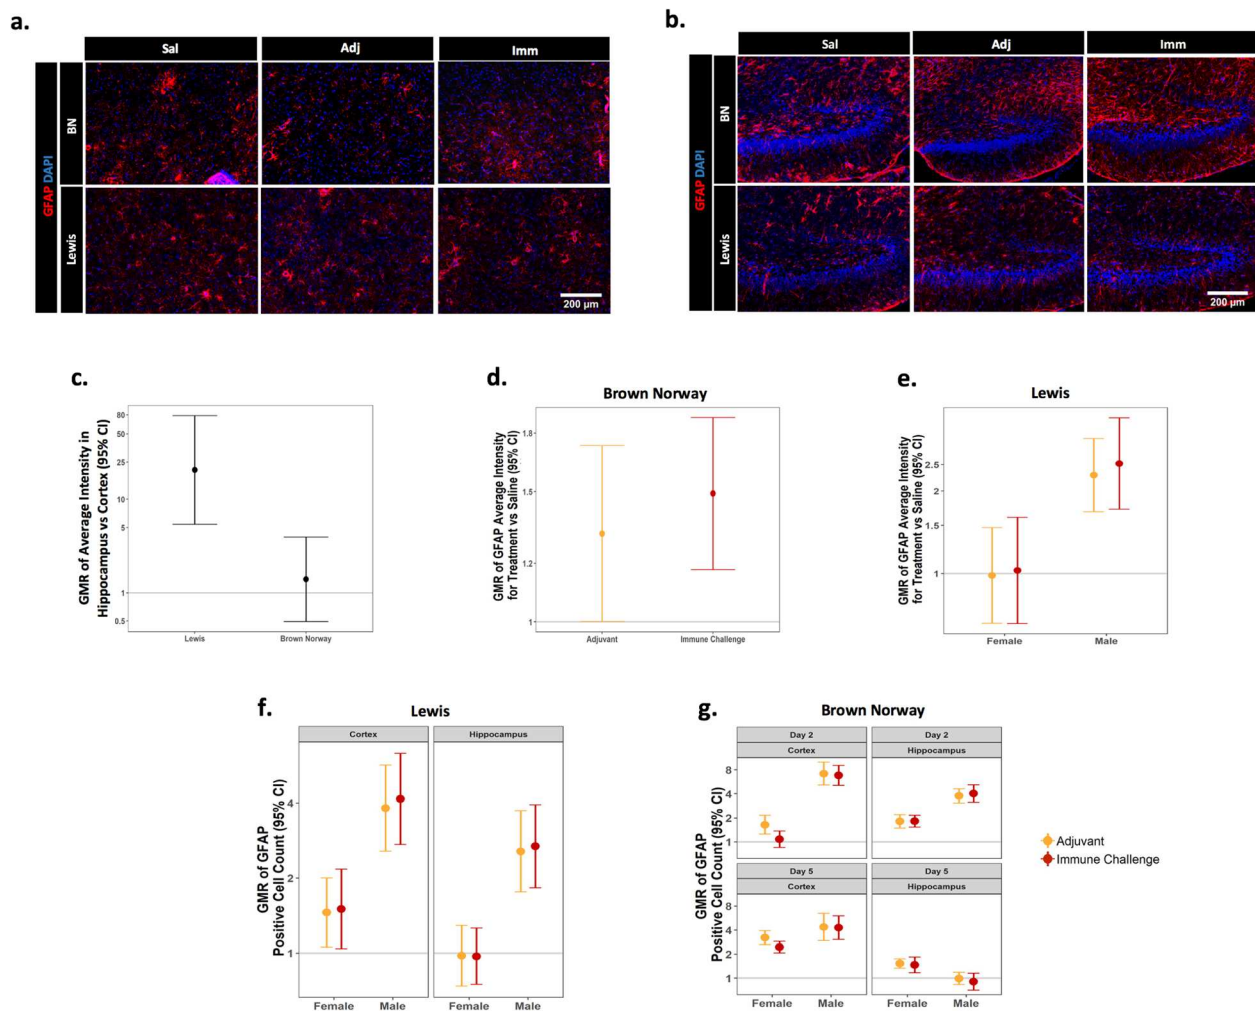 a.
Sal Adj Imm
GFAP DAPI
BN
Lewis
200 µm
b.
Sal Adj Imm
GFAP DAPI
BN
Lewis
200 µm
c.
GMR of Average Intensity in
Hippocampus vs Cortex (95% CI)
80
50
25
10
5
1
0.5
Lewis Brown Norway
d.
Brown Norway
GMR of GFAP Average Intensity
for Treatment vs Saline (95% CI)
1.8
1.5
1.2
1
Adjuvant Immune Challenge
e.
Lewis
GMR of GFAP Average Intensity
for Treatment vs Saline (95% CI)
2.5
2
1.5
1
Female Male
f.
Lewis
Cortex Hippocampus
GMR of GFAP
Positive Cell Count (95% CI)
4
2
1
Female Male Female Male
g.
Brown Norway
Day 2 Day 2
Cortex Hippocampus
GMR of GFAP
Positive Cell Count (95% CI)
8
4
2
1
Day 5 Day 5
Cortex Hippocampus
8
4
2
1
Female Male Female Male
Adjuvant
Immune Challenge